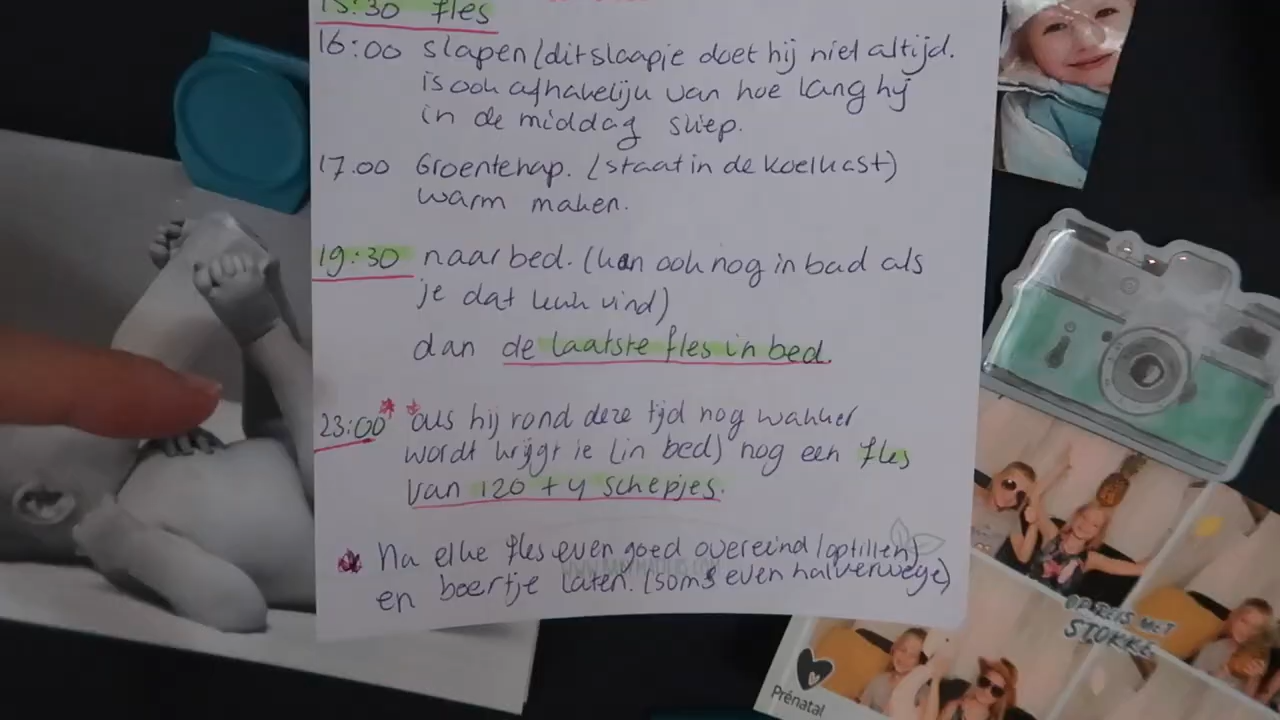 15:30 fles
16:00 slapen (dit slaapje doet hij niet altijd.
is ook afhakelijk van hoe lang hij
in de middag sliep.
17.00 Groentehap. (staat in de koelkast)
warm maken.
19:30 naar bed. (kan ook nog in bad als
je dat leuk vind)
dan de laatste fles in bed.
23:00* * als hij rond deze tijd nog wakker
wordt krijgt ie (in bed) nog een fles
van 120 + 4 schepjes.
* Na elke fles even goed overeind (optillen)
en boertje laten. (soms even halverwege)
OP REIS MET
STOKKE
Prénatal